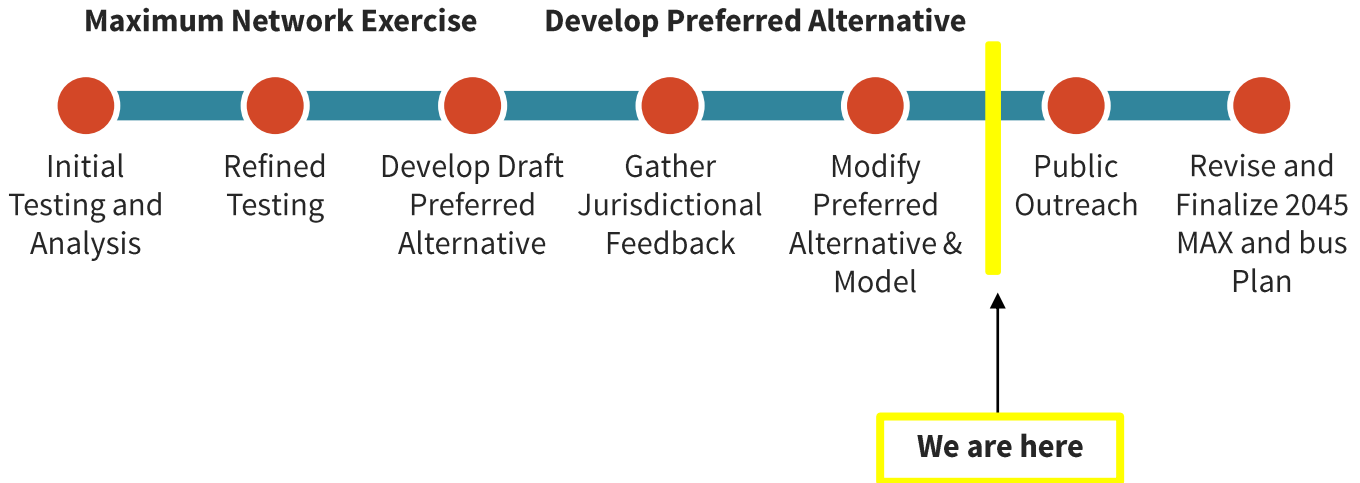 Maximum Network Exercise
Develop Preferred Alternative
Initial
Testing and
Analysis
Refined
Testing
Develop Draft
Preferred
Alternative
Gather
Jurisdictional
Feedback
Modify
Preferred
Alternative &
Model
Public
Outreach
Revise and
Finalize 2045
MAX and bus
Plan
We are here